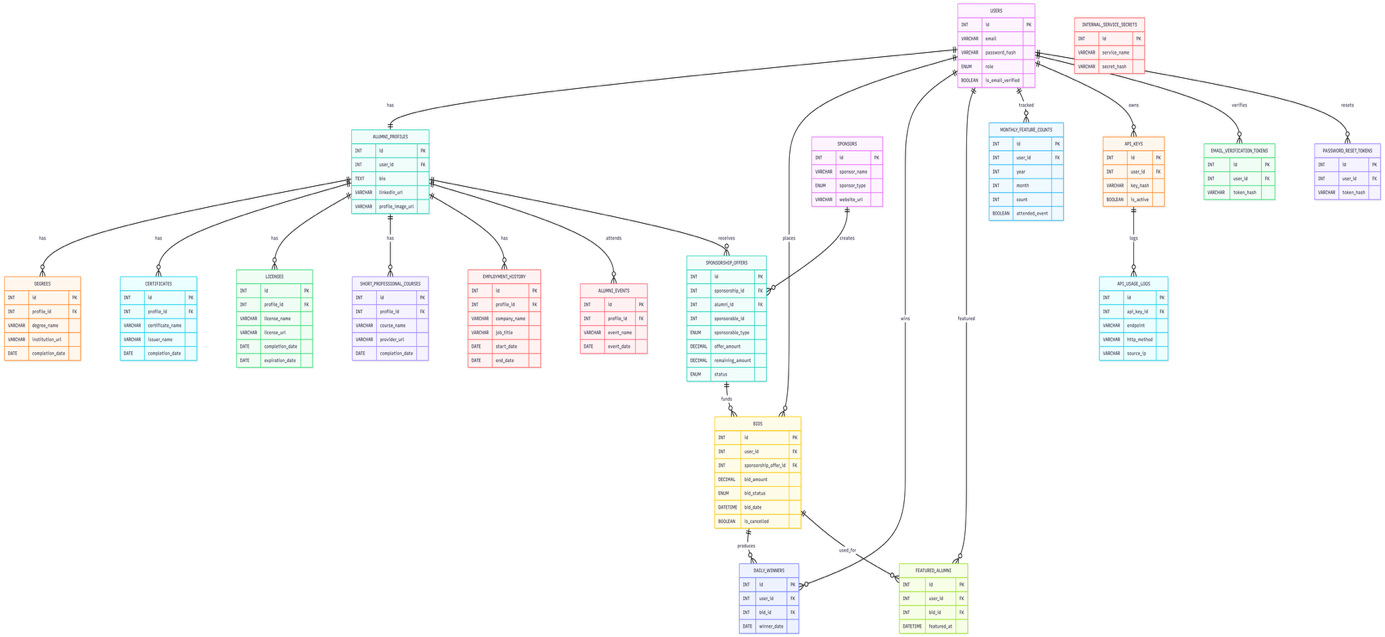 USERS
INT id PK
VARCHAR email
VARCHAR password_hash
ENUM role
BOOLEAN is_email_verified
INTERNAL_SERVICE_SECRETS
INT id PK
VARCHAR service_name
VARCHAR secret_hash
has
places
wins
featured
tracked
owns
verifies
resets
ALUMNI_PROFILES
INT id PK
INT user_id FK
TEXT bio
VARCHAR linkedin_url
VARCHAR profile_image_url
SPONSORS
INT id PK
VARCHAR sponsor_name
ENUM sponsor_type
VARCHAR website_url
MONTHLY_FEATURE_COUNTS
INT id PK
INT user_id FK
INT year
INT month
INT count
BOOLEAN attended_event
API_KEYS
INT id PK
INT user_id FK
VARCHAR key_hash
BOOLEAN is_active
EMAIL_VERIFICATION_TOKENS
INT id PK
INT user_id FK
VARCHAR token_hash
PASSWORD_RESET_TOKENS
INT id PK
INT user_id FK
VARCHAR token_hash
has
has
has
has
has
attends
receives
creates
logs
DEGREES
INT id PK
INT profile_id FK
VARCHAR degree_name
VARCHAR institution_url
DATE completion_date
CERTIFICATES
INT id PK
INT profile_id FK
VARCHAR certificate_name
VARCHAR issuer_name
DATE completion_date
LICENCES
INT id PK
INT profile_id FK
VARCHAR license_name
VARCHAR license_url
DATE completion_date
DATE expiration_date
SHORT_PROFESSIONAL_COURSES
INT id PK
INT profile_id FK
VARCHAR course_name
VARCHAR provider_url
DATE completion_date
EMPLOYMENT_HISTORY
INT id PK
INT profile_id FK
VARCHAR company_name
VARCHAR job_title
DATE start_date
DATE end_date
ALUMNI_EVENTS
INT id PK
INT profile_id FK
VARCHAR event_name
DATE event_date
SPONSORSHIP_OFFERS
INT id PK
INT sponsorship_id FK
INT alumni_id FK
INT sponsorable_id
ENUM sponsorable_type
DECIMAL offer_amount
DECIMAL remaining_amount
ENUM status
API_USAGE_LOGS
INT id PK
INT api_key_id FK
VARCHAR endpoint
VARCHAR http_method
VARCHAR source_ip
funds
BIDS
INT id PK
INT user_id FK
INT sponsorship_offer_id FK
DECIMAL bid_amount
ENUM bid_status
DATETIME bid_date
BOOLEAN is_cancelled
produces
used_for
DAILY_WINNERS
INT id PK
INT user_id FK
INT bid_id FK
DATE winner_date
FEATURED_ALUMNI
INT id PK
INT user_id FK
INT bid_id FK
DATETIME featured_at